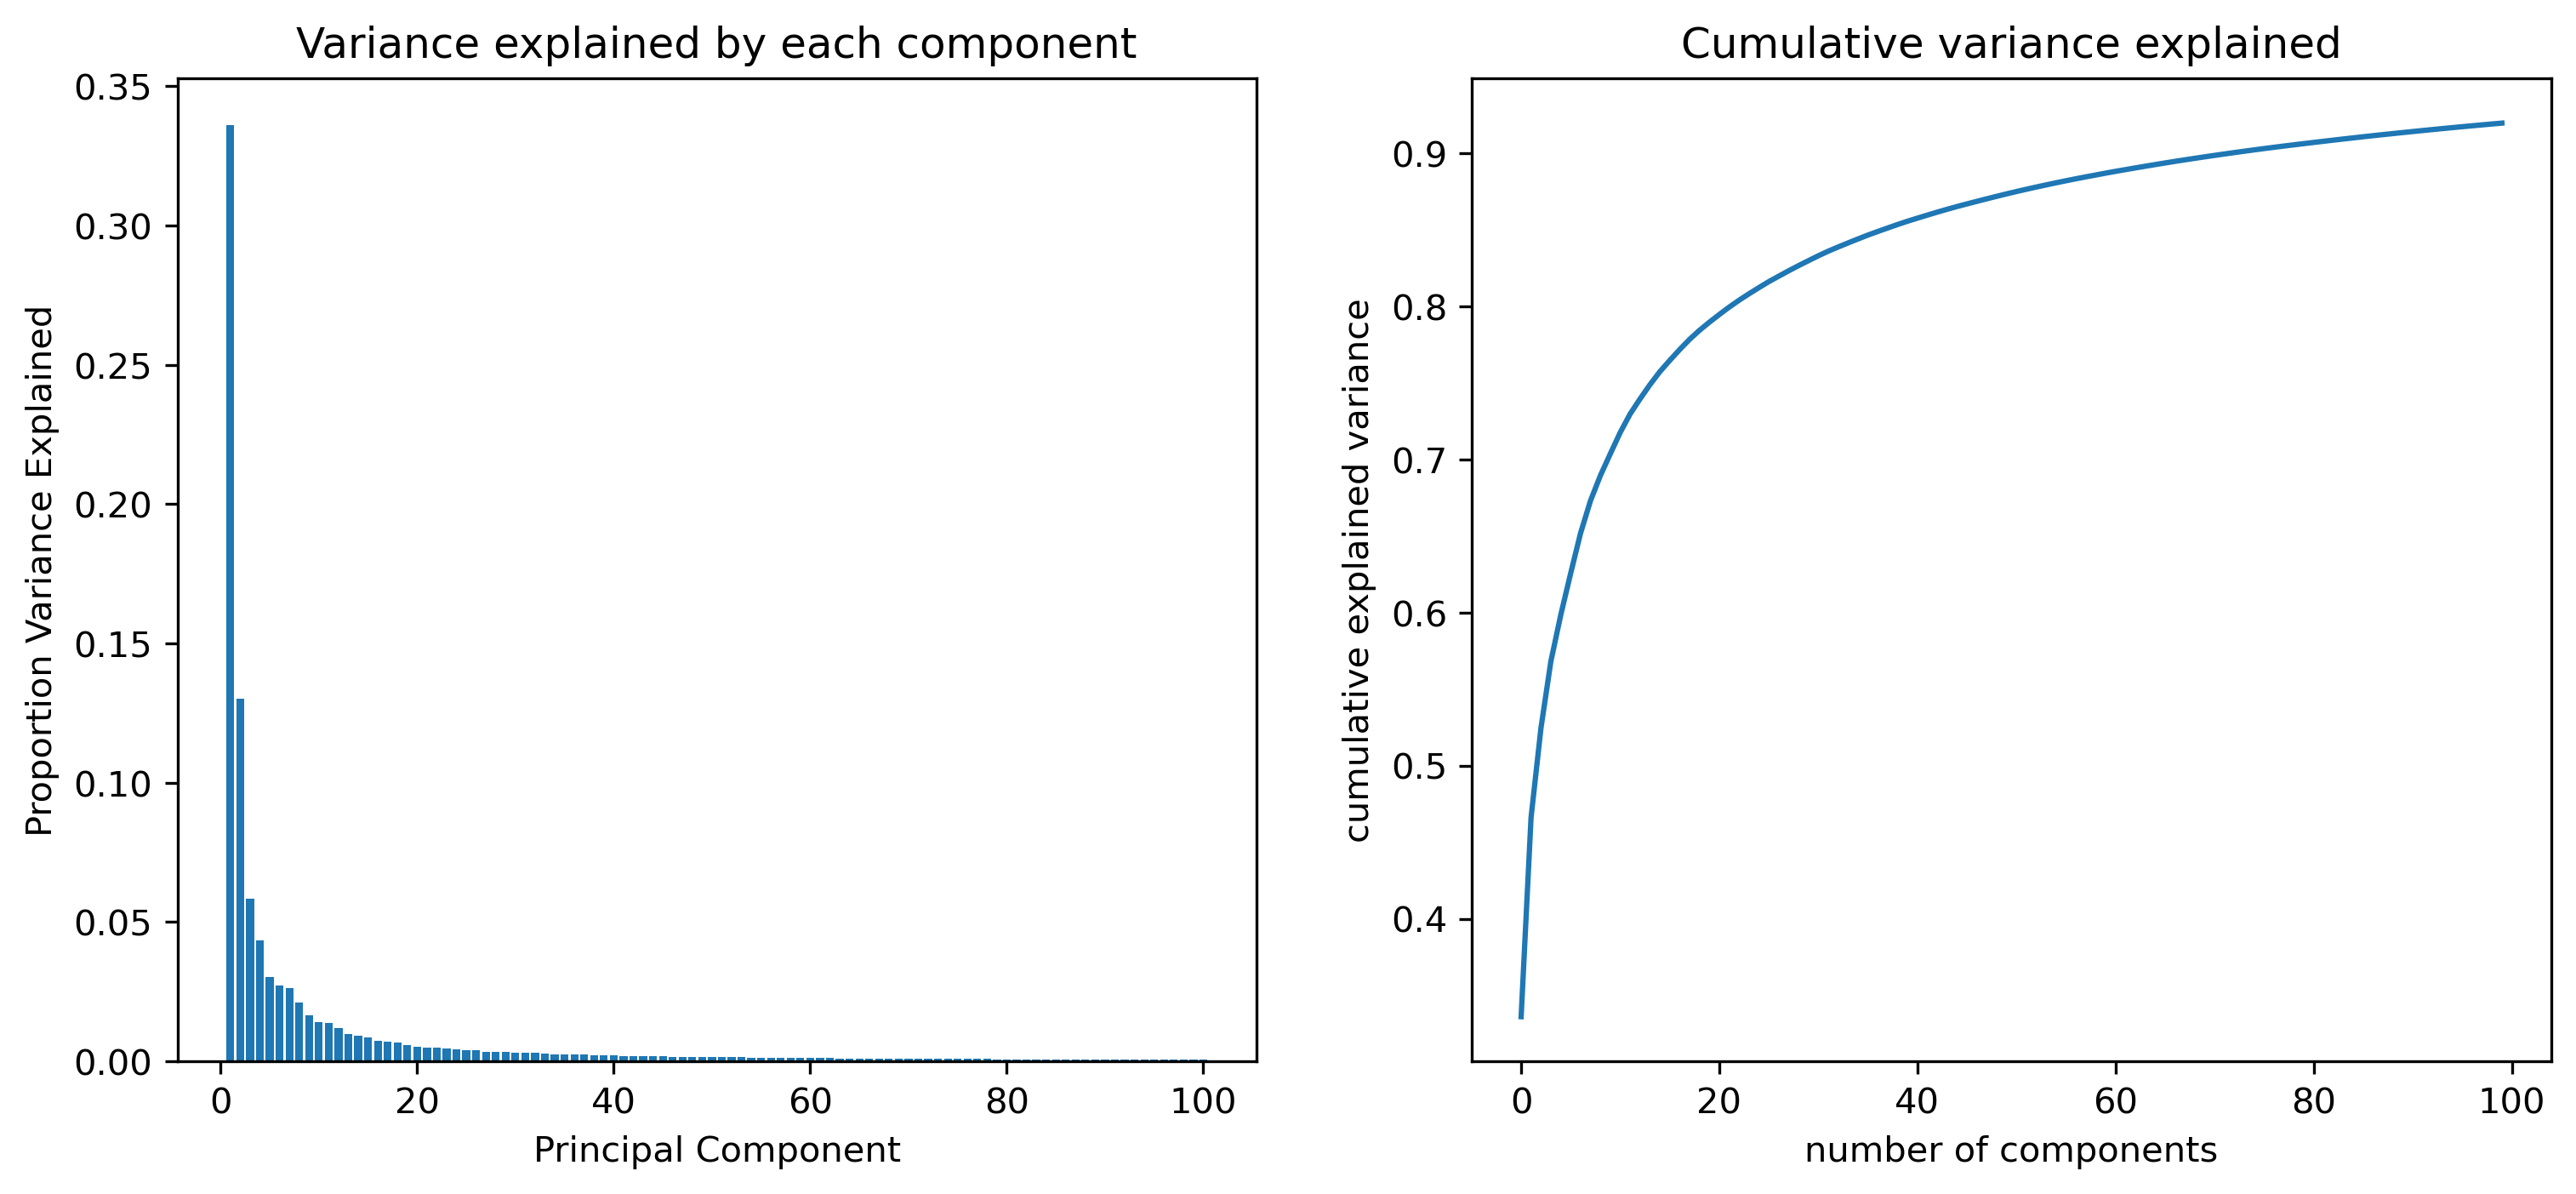 Variance explained by each component
0.35
0.30
0.25
0.20
0.15
0.10
0.05
0.00
Proportion Variance Explained
0 20 40 60 80 100
Principal Component
Cumulative variance explained
0.9
0.8
0.7
0.6
0.5
0.4
cumulative explained variance
0 20 40 60 80 100
number of components